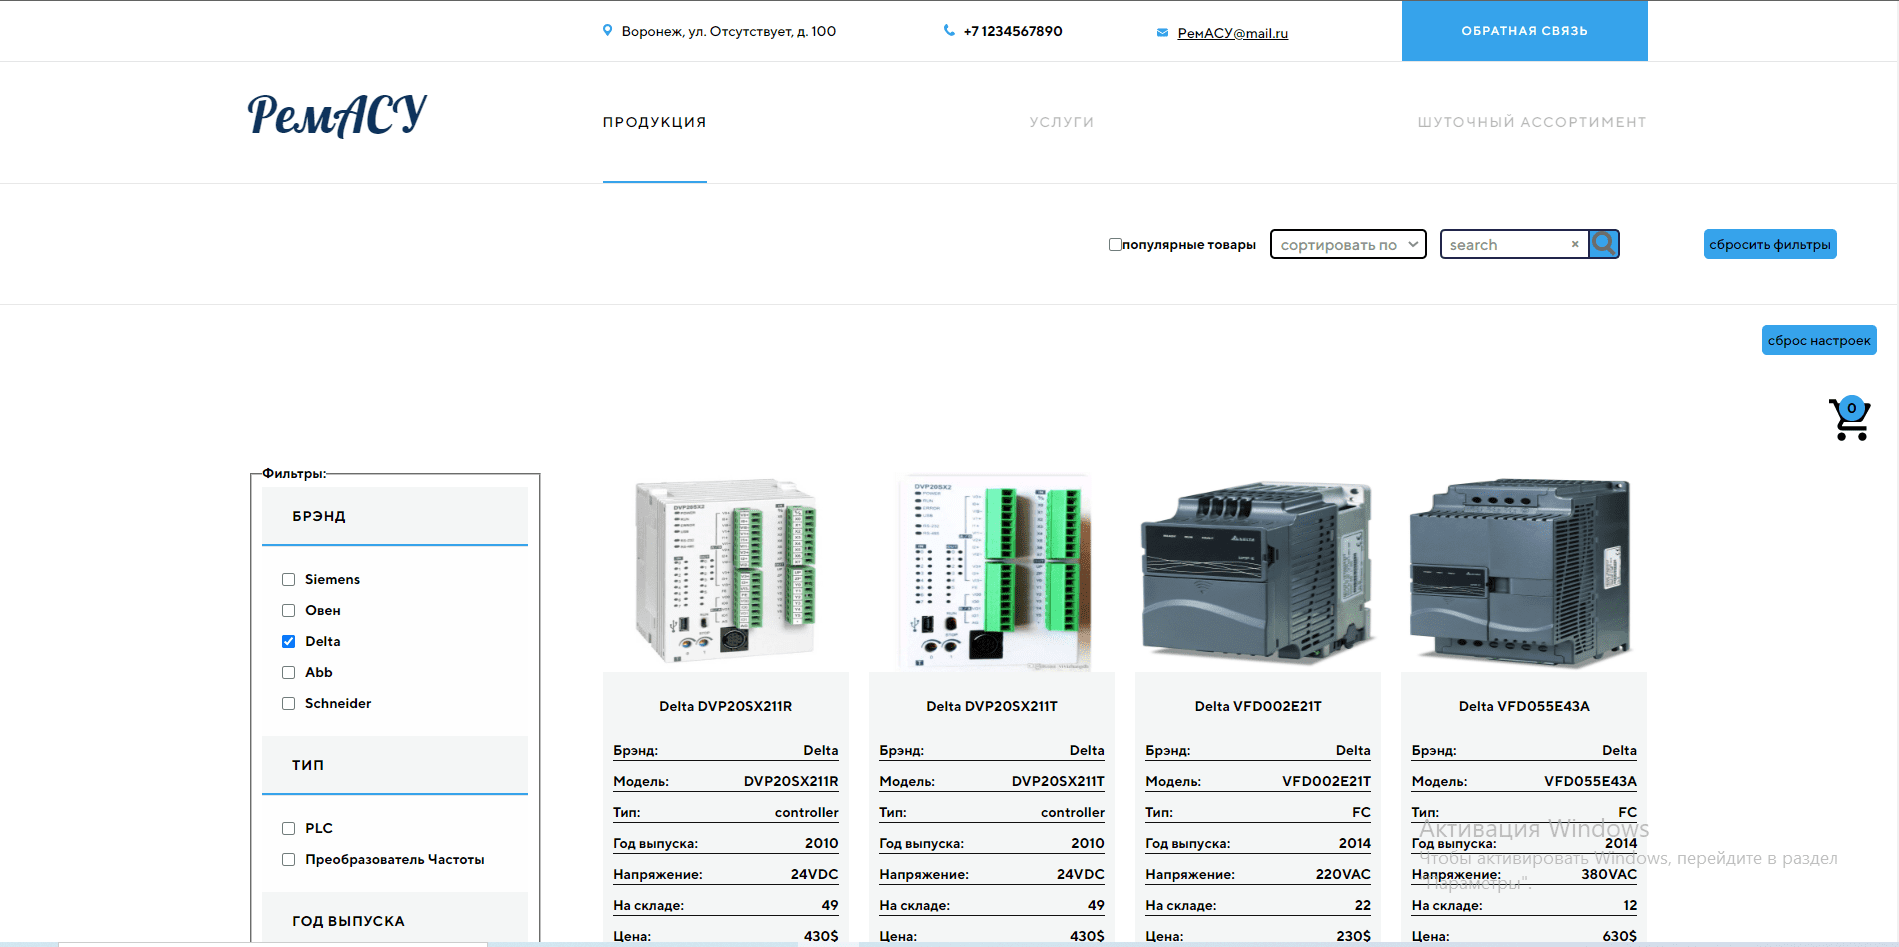 Воронеж, ул. Отсутствует, д. 100
+7 1234567890
РемАСУ@mail.ru
ОБРАТНАЯ СВЯЗЬ
РемАСУ
ПРОДУКЦИЯ
УСЛУГИ
ШУТОЧНЫЙ АССОРТИМЕНТ
популярные товары
сортировать по
search
×
сбросить фильтры
сброс настроек
0
Фильтры:
БРЭНД
Siemens
Овен
Delta
Abb
Schneider
ТИП
PLC
Преобразователь Частоты
ГОД ВЫПУСКА
DVP20SX2
Delta DVP20SX211R
Брэнд: Delta
Модель: DVP20SX211R
Тип: controller
Год выпуска: 2010
Напряжение: 24VDC
На складе: 49
Цена: 430$
DVP20SX2
Delta DVP20SX211T
Брэнд: Delta
Модель: DVP20SX211T
Тип: controller
Год выпуска: 2010
Напряжение: 24VDC
На складе: 49
Цена: 430$
Delta VFD002E21T
Брэнд: Delta
Модель: VFD002E21T
Тип: FC
Год выпуска: 2014
Напряжение: 220VAC
На складе: 22
Цена: 230$
Delta VFD055E43A
Брэнд: Delta
Модель: VFD055E43A
Тип: FC
Год выпуска: 2014
Напряжение: 380VAC
На складе: 12
Цена: 630$
Активация Windows
Чтобы активировать Windows, перейдите в раздел
"Параметры".